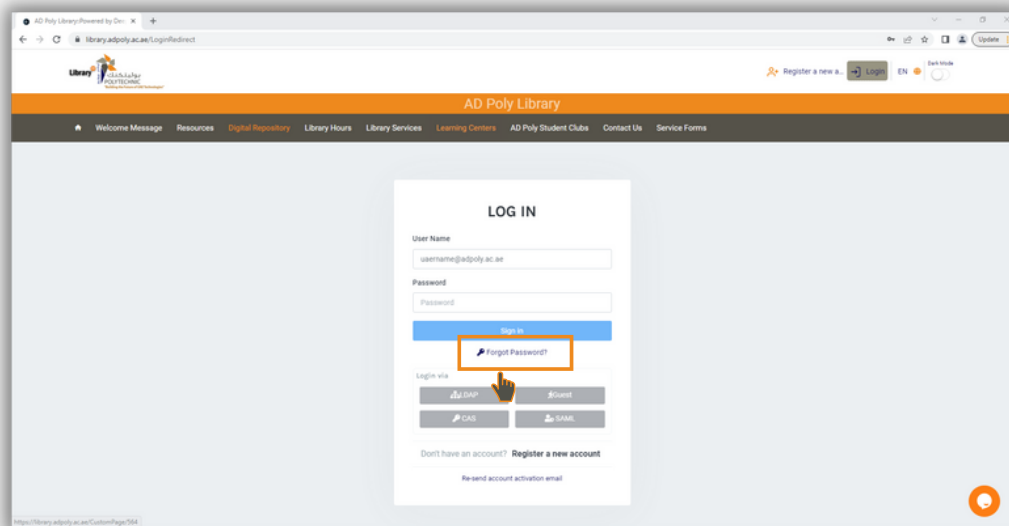 AD Poly Library:Powered by De
Update
library.adpoly.ac.ae/LoginRedirect
Library
بوليتكنك
POLYTECHNIC
Register a new a...
Login
EN
Dark Mode
AD Poly Library
Welcome Message Resources Digital Repository Library Hours Library Services Learning Centers AD Poly Student Clubs Contact Us Service Forms
LOG IN
User Name
uaername@adpoly.ac.ae
Password
Password
Sign in
Forgot Password?
Login via
LDAP Guest
CAS SAML
Don't have an account? Register a new account
Re-send account activation email
https://library.adpoly.ac.ae/CustomPage/564